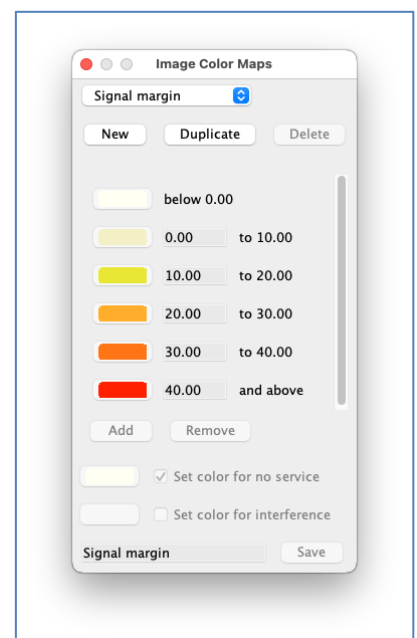 Image Color Maps
Signal margin
New Duplicate Delete
below 0.00
0.00 to 10.00
10.00 to 20.00
20.00 to 30.00
30.00 to 40.00
40.00 and above
Add Remove
Set color for no service
Set color for interference
Signal margin Save